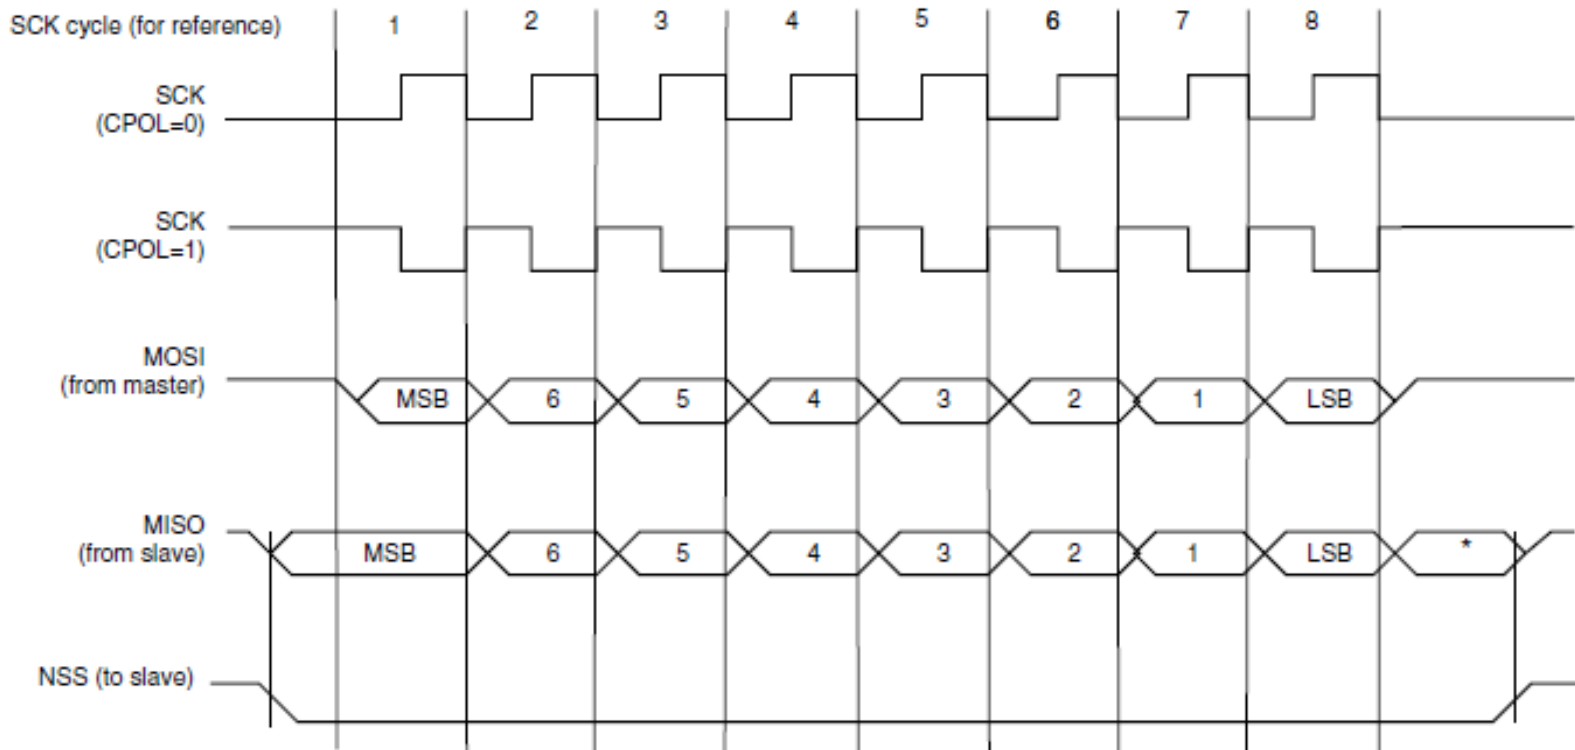 SCK cycle (for reference) 1 2 3 4 5 6 7 8
SCK
(CPOL=0)
SCK
(CPOL=1)
MOSI
(from master)
MSB 6 5 4 3 2 1 LSB
MISO
(from slave)
MSB 6 5 4 3 2 1 LSB *
NSS (to slave)